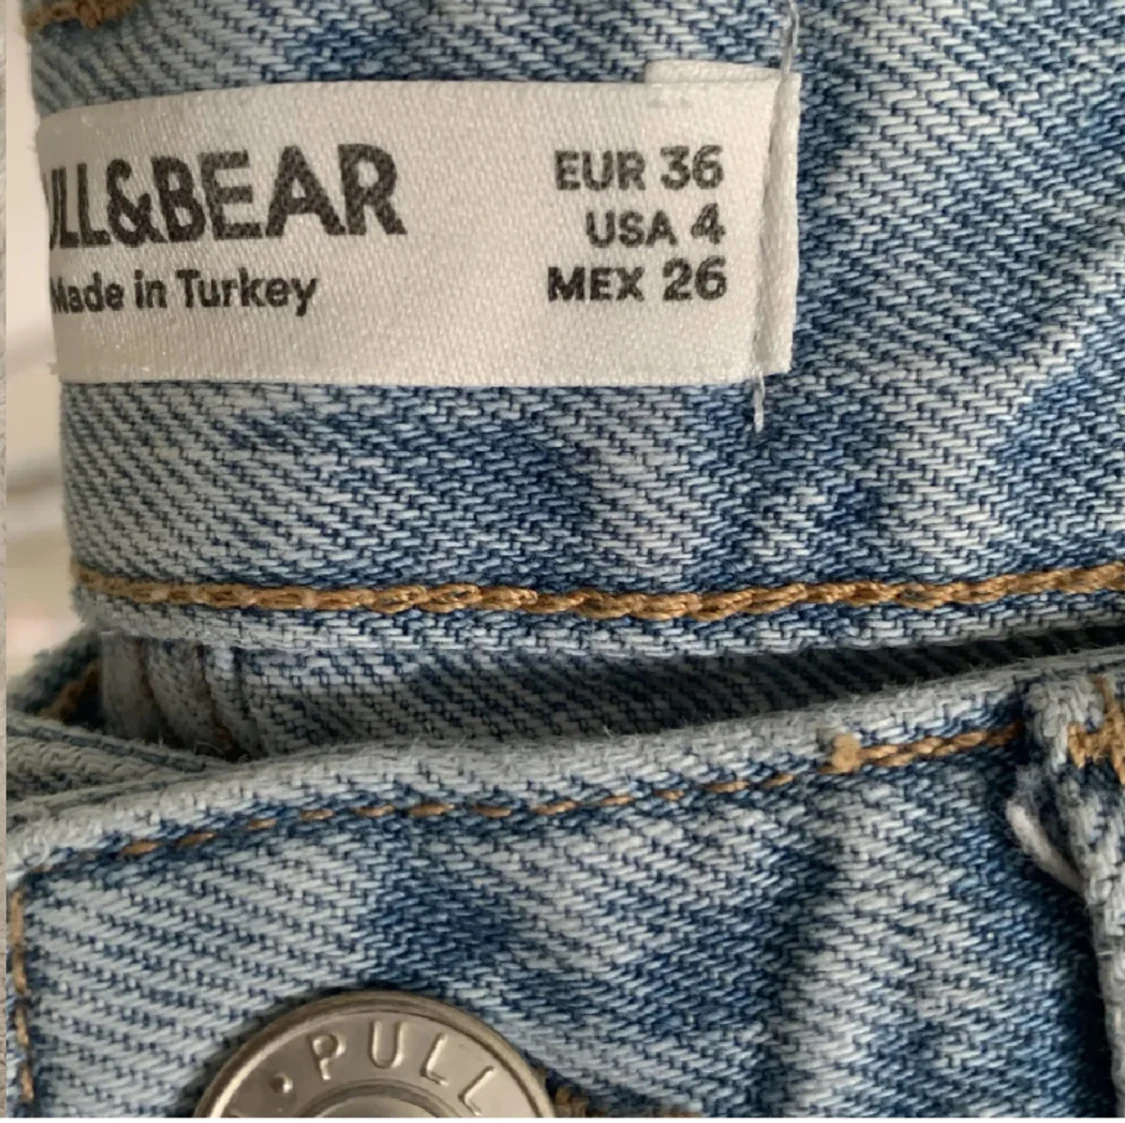 ULL&BEAR
Made in Turkey
EUR 36
USA 4
MEX 26
· PULL